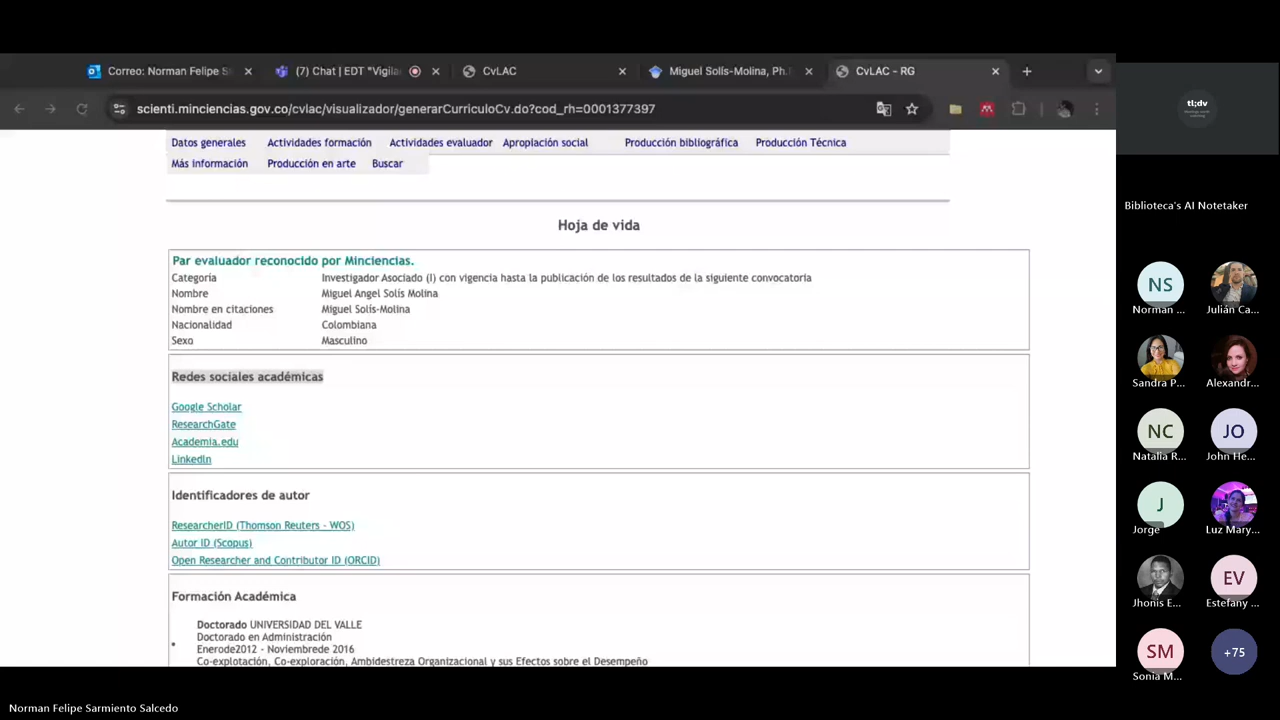 Correo: Norman Felipe S
(7) Chat | EDT "Vigila
CvLAC
Miguel Solís-Molina, Ph.
CvLAC - RG
scienti.minciencias.gov.co/cvlac/visualizador/generarCurriculoCv.do?cod_rh=0001377397
Datos generales Actividades formación Actividades evaluador Apropiación social Producción bibliográfica Producción Técnica
Más información Producción en arte Buscar
Hoja de vida
Par evaluador reconocido por Minciencias.
Categoría Investigador Asociado (I) con vigencia hasta la publicación de los resultados de la siguiente convocatoria
Nombre Miguel Angel Solís Molina
Nombre en citaciones Miguel Solís-Molina
Nacionalidad Colombiana
Sexo Masculino
Redes sociales académicas
Google Scholar
ResearchGate
Academia.edu
LinkedIn
Identificadores de autor
ResearcherID (Thomson Reuters - WOS)
Autor ID (Scopus)
Open Researcher and Contributor ID (ORCID)
Formación Académica
Doctorado UNIVERSIDAD DEL VALLE
Doctorado en Administración
Enerode2012 - Noviembrede 2016
Co-explotación, Co-exploración, Ambidestreza Organizacional y sus Efectos sobre el Desempeño
tl;dv
Biblioteca's AI Notetaker
NS
Norman ... Julián Ca...
Sandra P... Alexandr...
NC JO
Natalia R... John He...
J
Jorge Luz Mary...
EV
Jhonis E... Estefany ...
SM +75
Sonia M...
Norman Felipe Sarmiento Salcedo